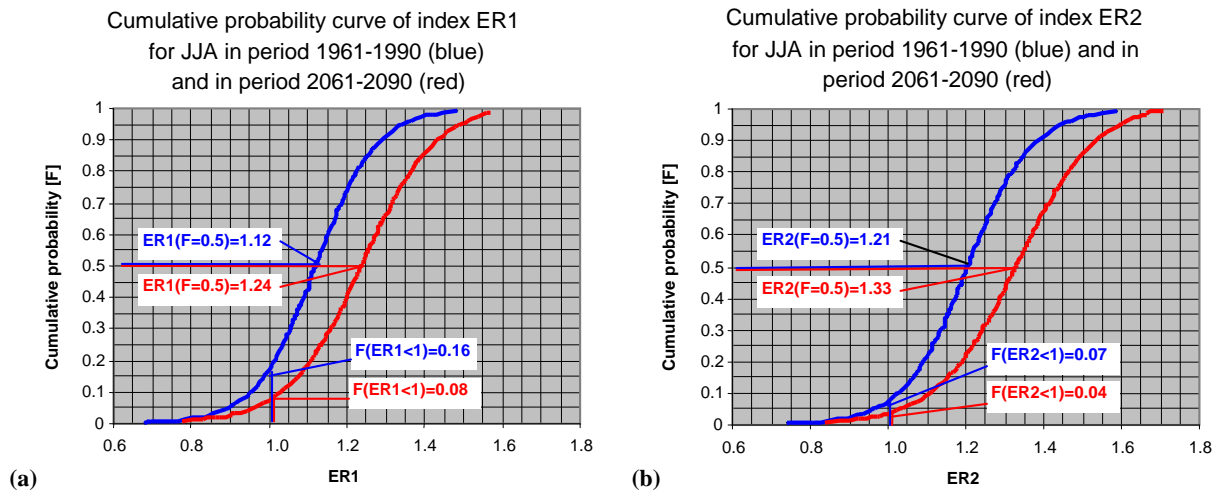 Cumulative probability curve of index ER1
for JJA in period 1961-1990 (blue)
and in period 2061-2090 (red)
Cumulative probability [F]
1
0.9
0.8
0.7
0.6
0.5
0.4
0.3
0.2
0.1
0
ER1(F=0.5)=1.12
ER1(F=0.5)=1.24
F(ER1<1)=0.16
F(ER1<1)=0.08
0.6 0.8 1.0 1.2 1.4 1.6 1.8
ER1
(a)
Cumulative probability curve of index ER2
for JJA in period 1961-1990 (blue) and in
period 2061-2090 (red)
Cumulative probability [F]
1
0.9
0.8
0.7
0.6
0.5
0.4
0.3
0.2
0.1
0
ER2(F=0.5)=1.21
ER2(F=0.5)=1.33
F(ER2<1)=0.07
F(ER2<1)=0.04
0.6 0.8 1.0 1.2 1.4 1.6 1.8
ER2
(b)